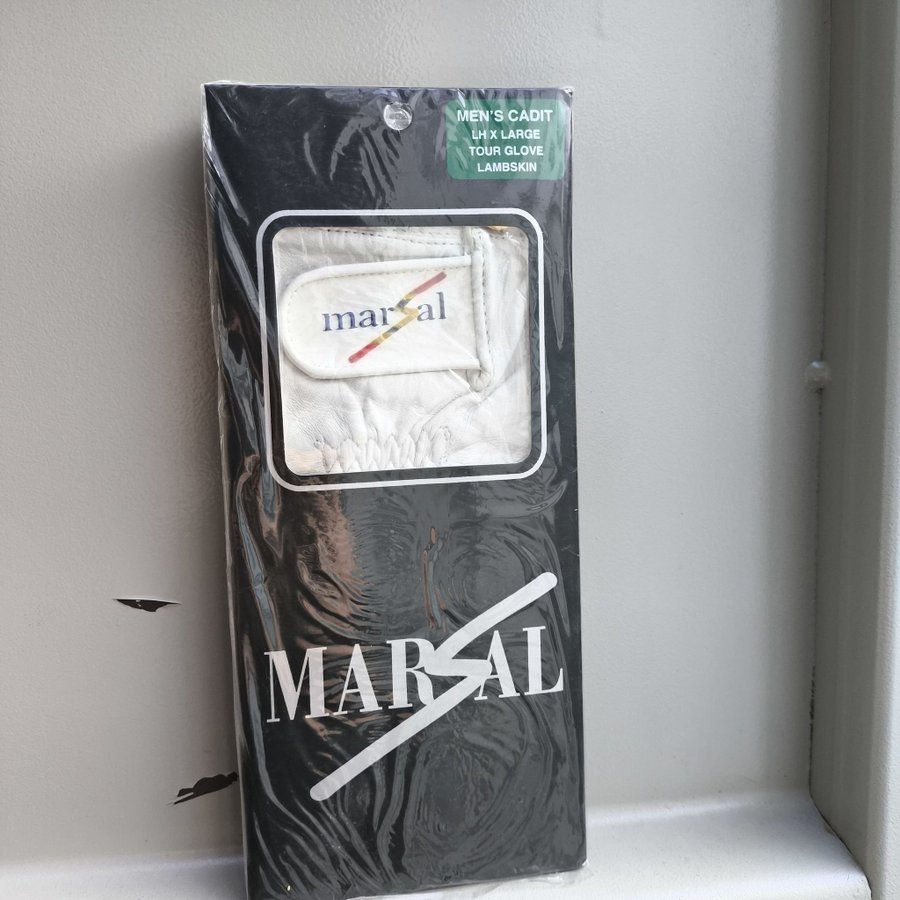 MEN'S CADIT
LH X LARGE
TOUR GLOVE
LAMBSKIN
marsal
MARSAL